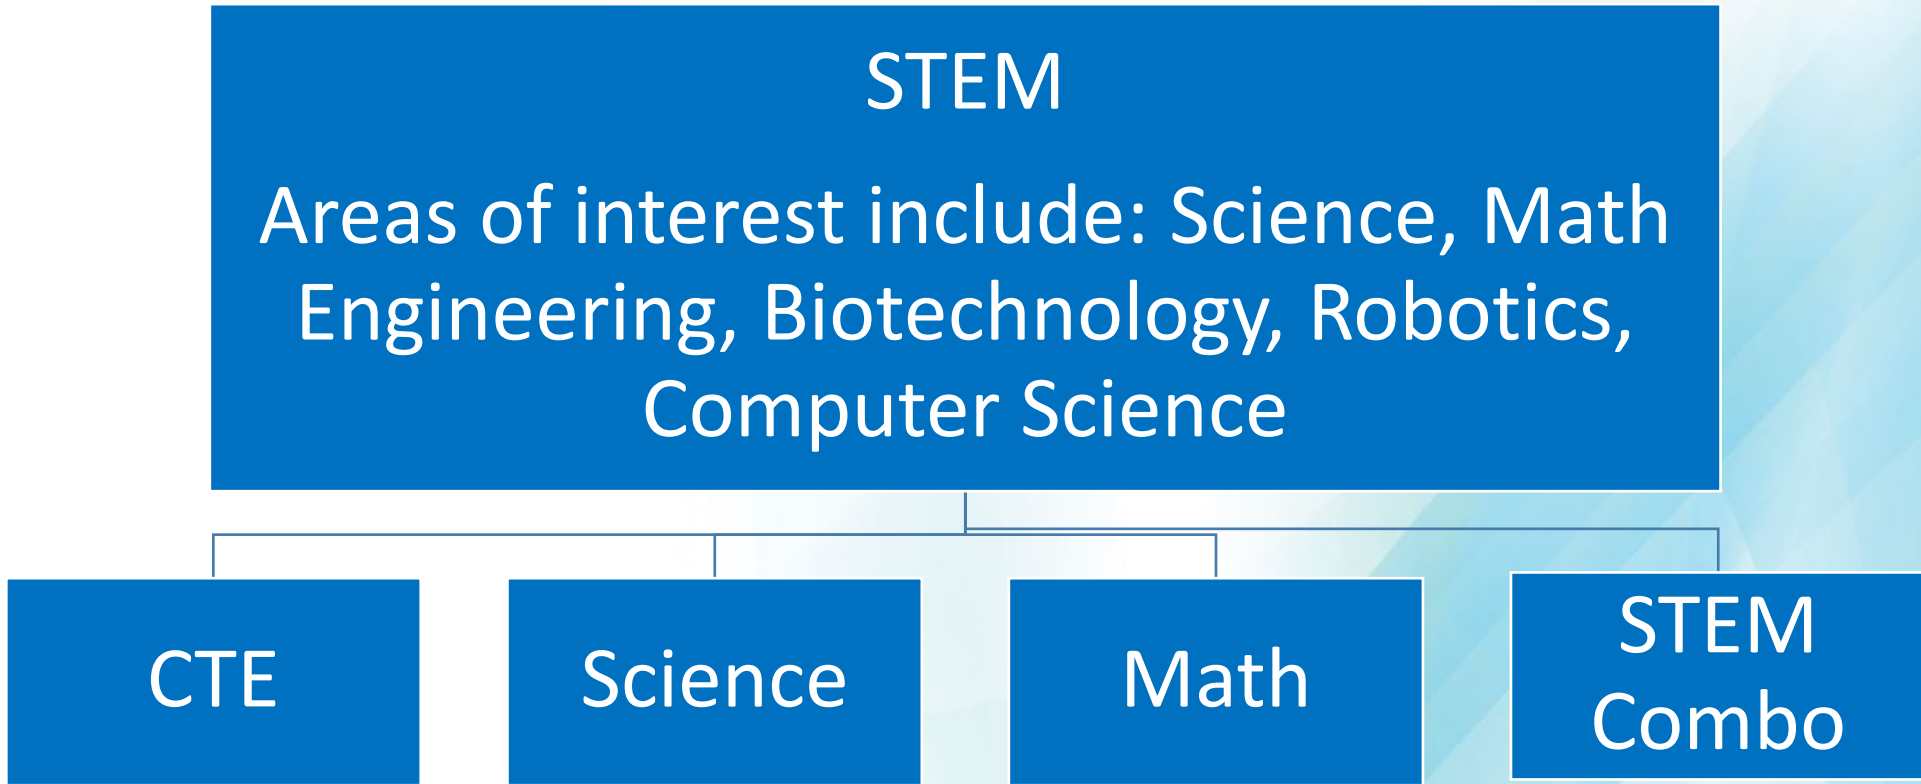 STEM
Areas of interest include: Science, Math
Engineering, Biotechnology, Robotics,
Computer Science
CTE
Science
Math
STEM
Combo